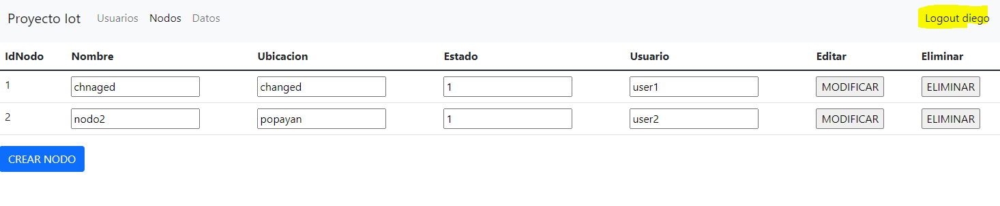 Proyecto Iot Usuarios Nodos Datos Logout diego
IdNodo Nombre Ubicacion Estado Usuario Editar Eliminar
1 chnaged changed 1 user1 MODIFICAR ELIMINAR
2 nodo2 popayan 1 user2 MODIFICAR ELIMINAR
CREAR NODO